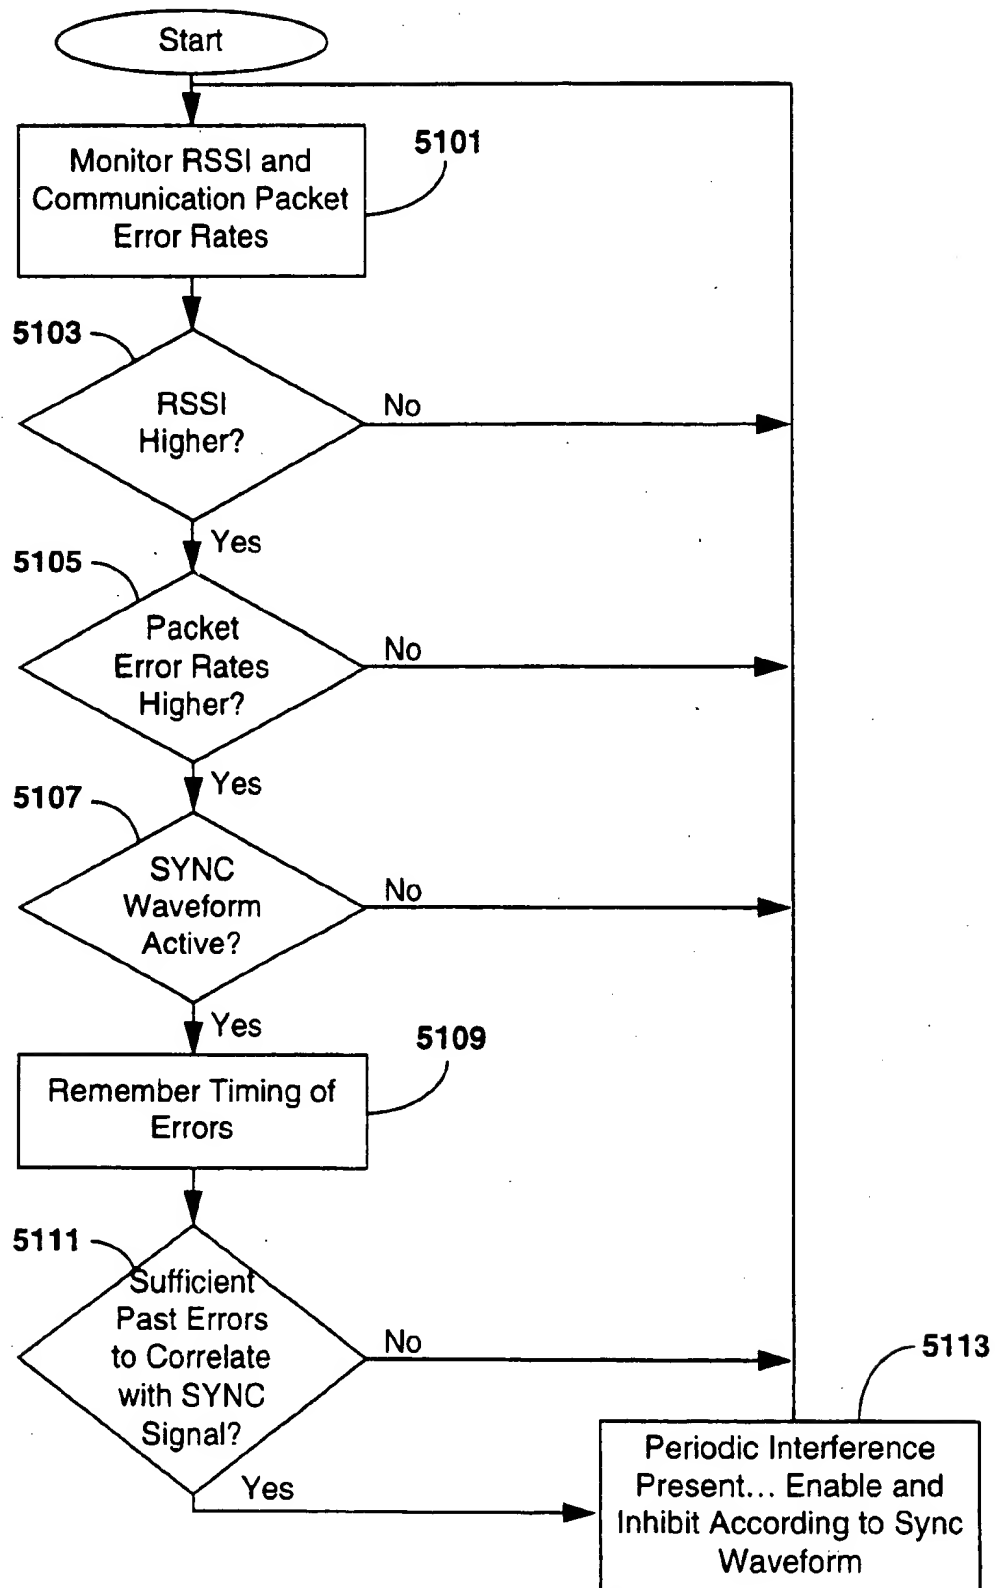 Start
5101
Monitor RSSI and
Communication Packet
Error Rates
5103
RSSI
Higher?
No
Yes
5105
Packet
Error Rates
Higher?
No
Yes
5107
SYNC
Waveform
Active?
No
Yes
5109
Remember Timing of
Errors
5111
Sufficient
Past Errors
to Correlate
with SYNC
Signal?
No
Yes
5113
Periodic Interference
Present... Enable and
Inhibit According to Sync
Waveform